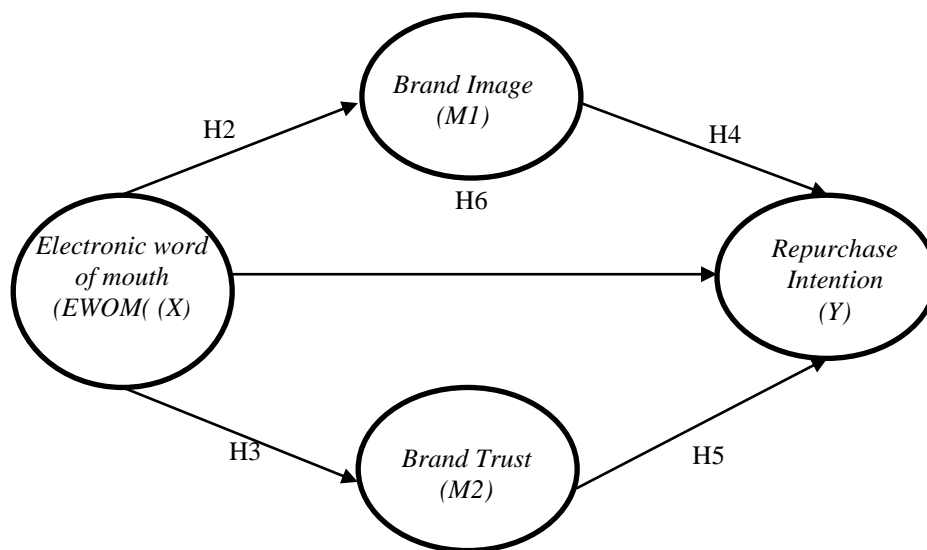 Brand Image
(M1)
H2
H4
H6
Electronic word
of mouth
(EWOM( (X)
Repurchase
Intention
(Y)
H3
Brand Trust
(M2)
H5